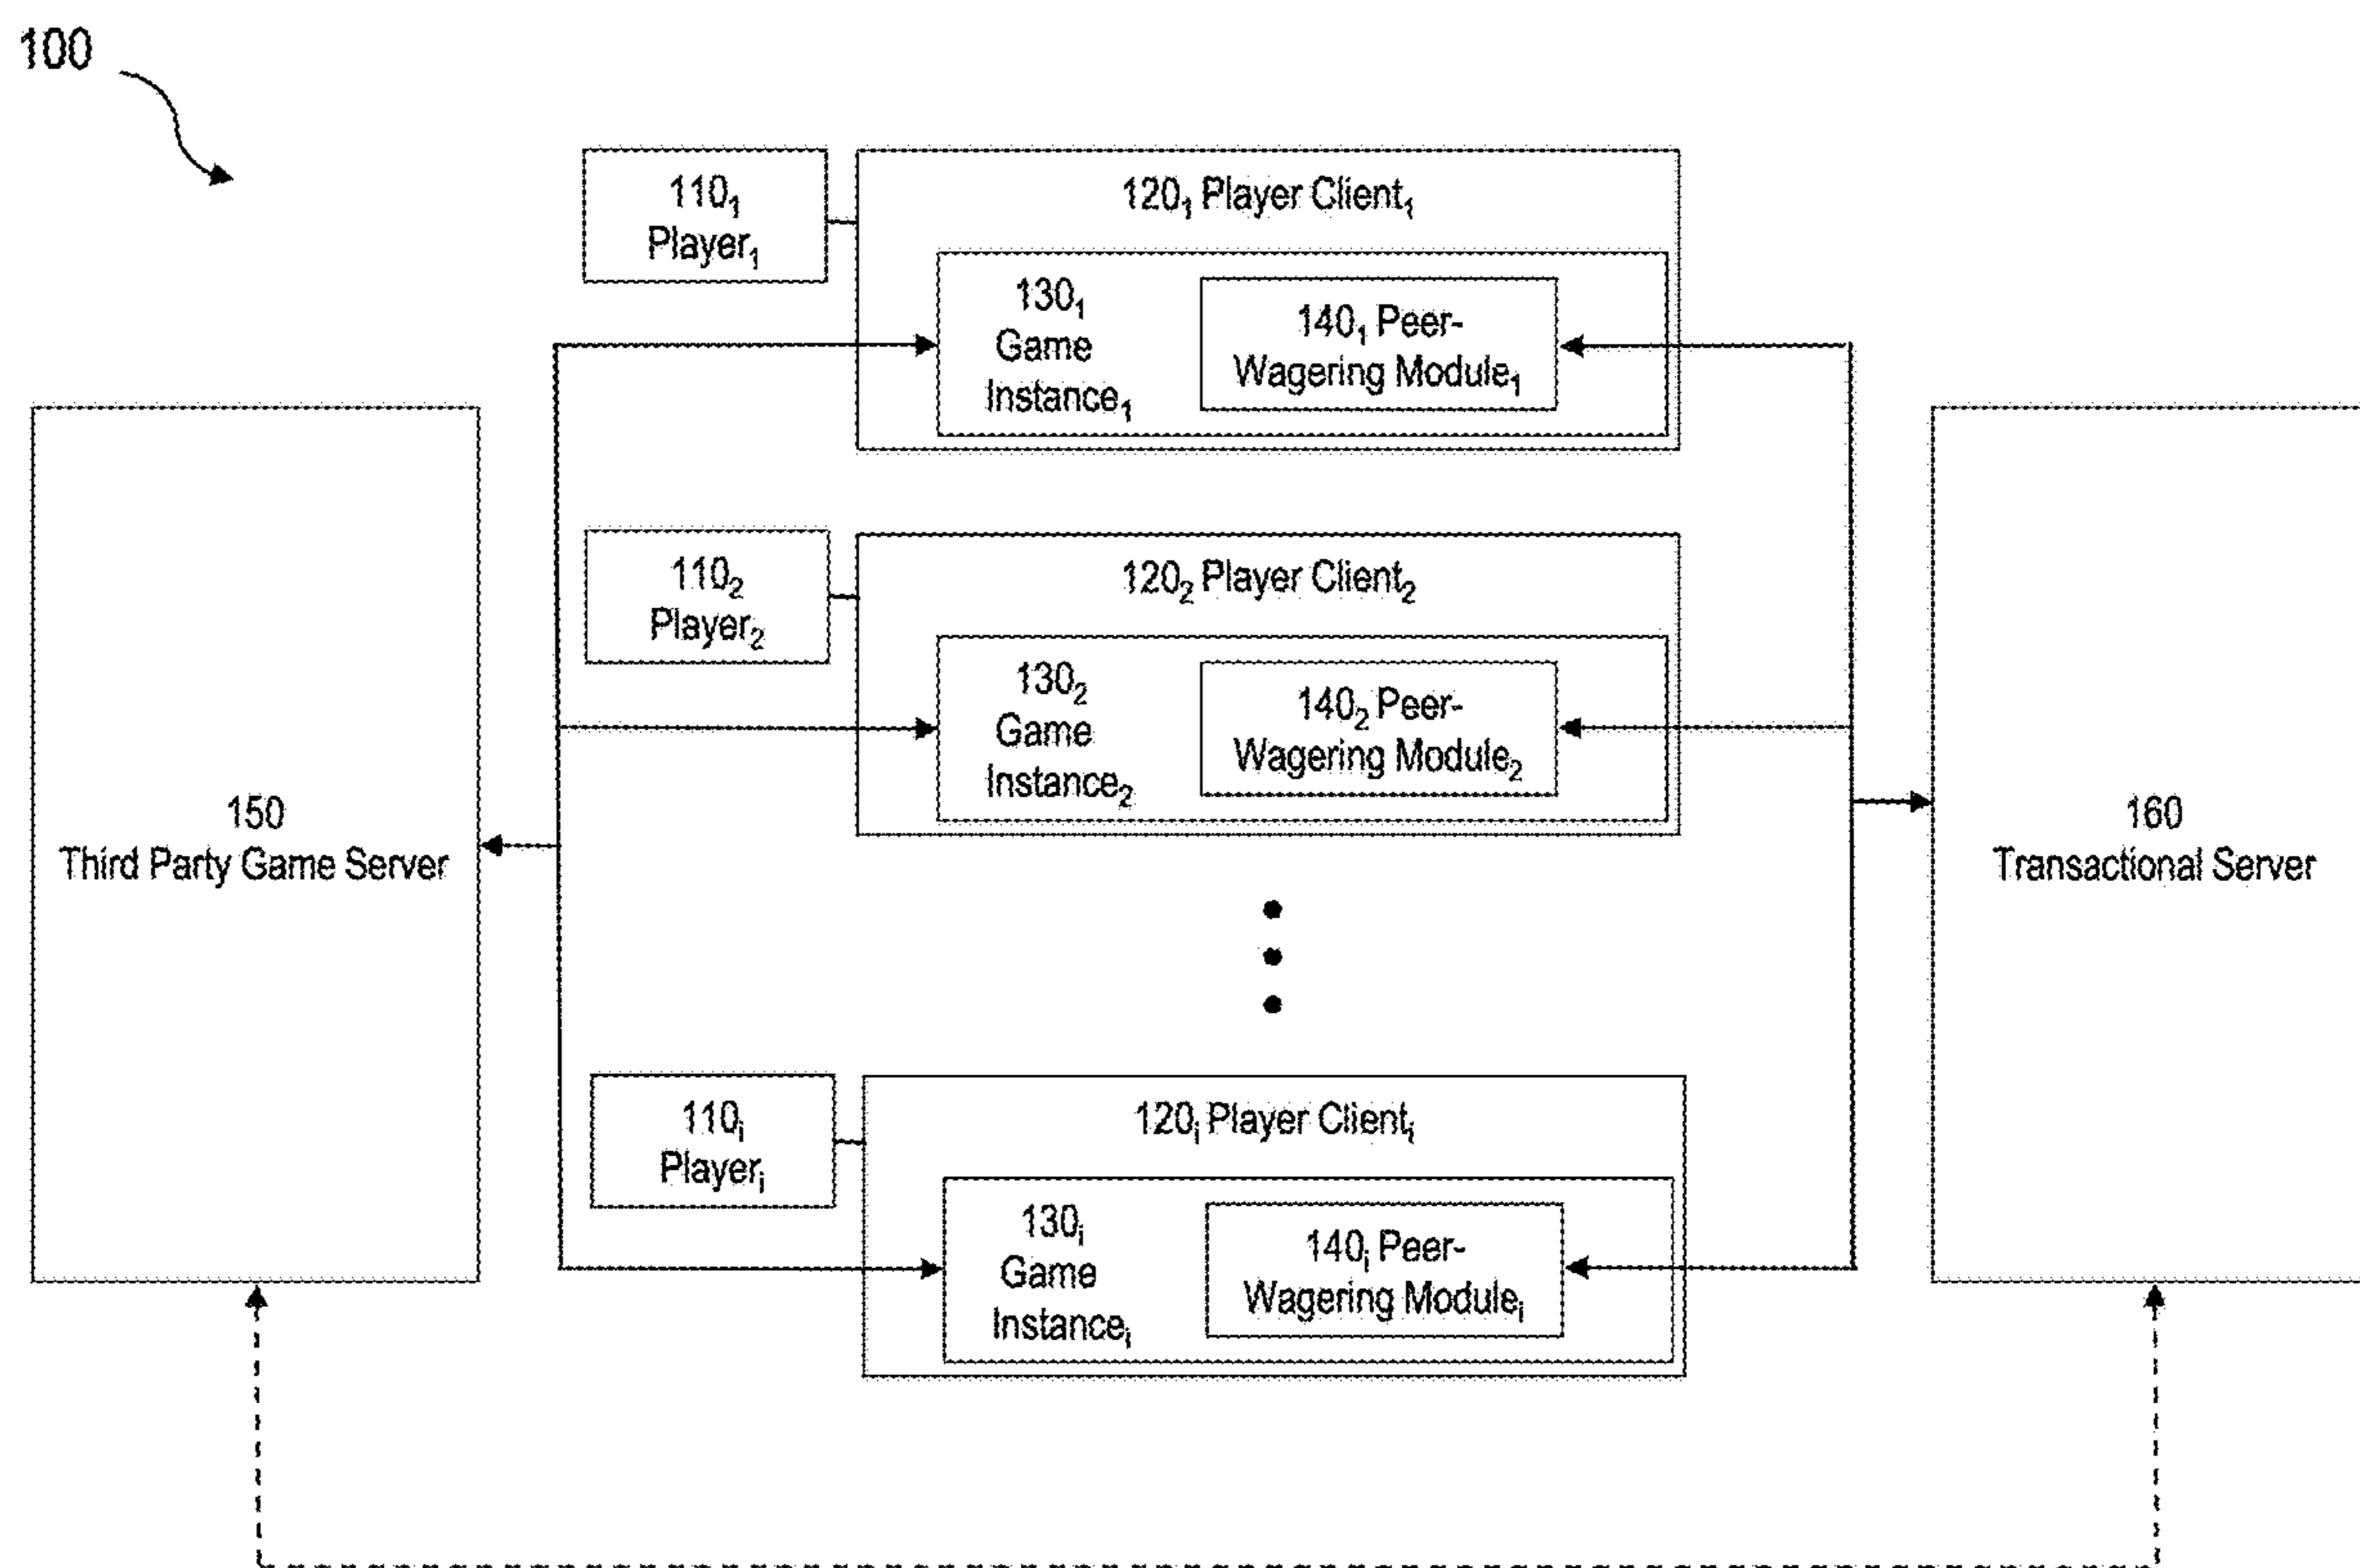 100
110₁
Player₁
120₁ Player Client₁
130₁
Game
Instance₁
140₁ Peer-
Wagering Module₁
110₂
Player₂
120₂ Player Client₂
130₂
Game
Instance₂
140₂ Peer-
Wagering Module₂
150
Third Party Game Server
160
Transactional Server
110ᵢ
Playerᵢ
120ᵢ Player Clientᵢ
130ᵢ
Game
Instanceᵢ
140ᵢ Peer-
Wagering Moduleᵢ